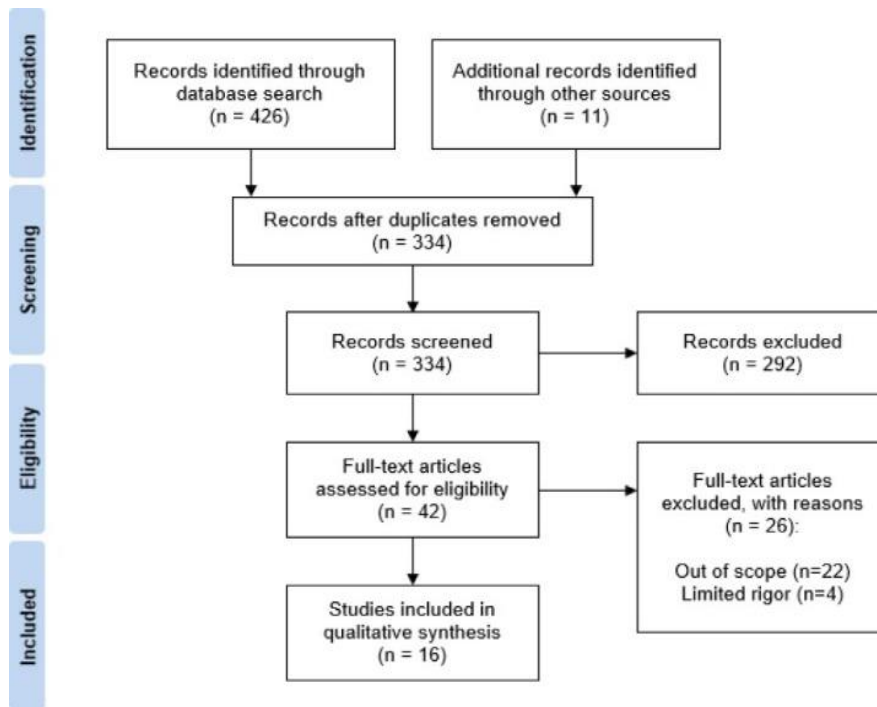 Identification
Records identified through
database search
(n = 426)
Additional records identified
through other sources
(n = 11)
Screening
Records after duplicates removed
(n = 334)
Records screened
(n = 334)
Records excluded
(n = 292)
Eligibility
Full-text articles
assessed for eligibility
(n = 42)
Full-text articles
excluded, with reasons
(n = 26):
Out of scope (n=22)
Limited rigor (n=4)
Included
Studies included in
qualitative synthesis
(n = 16)